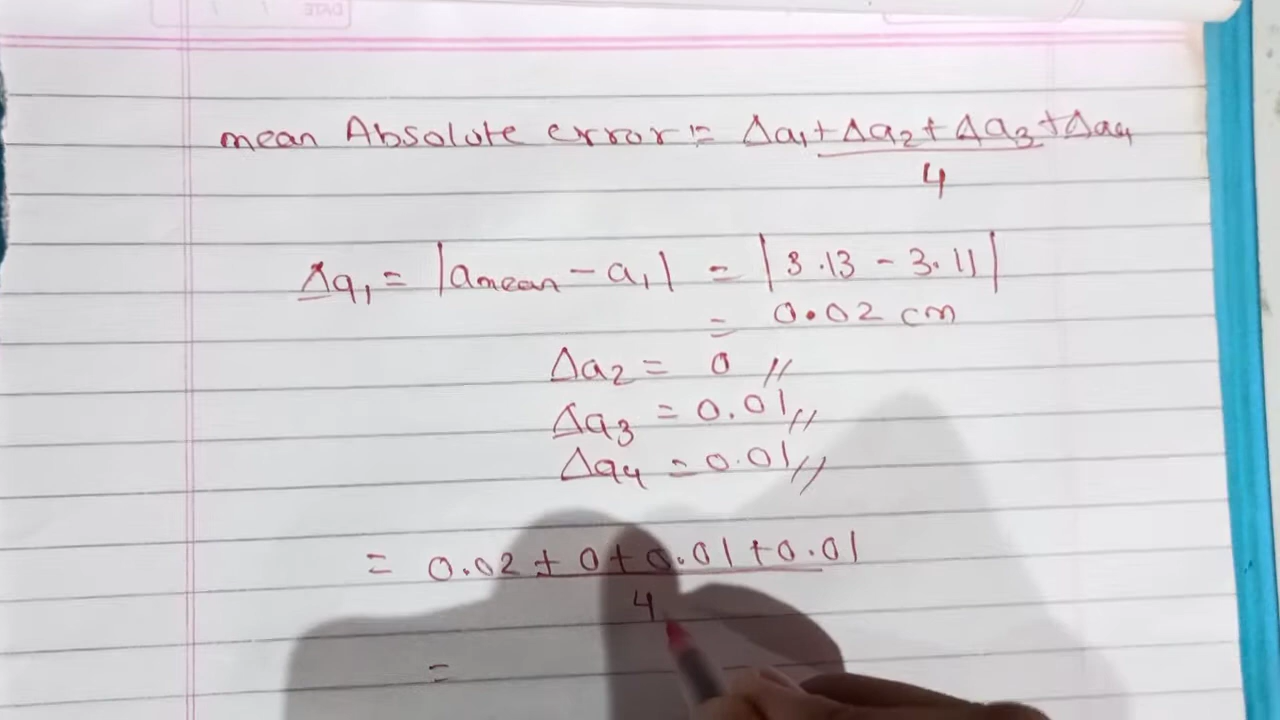 DATE
mean Absolute error = Δa₁+Δa₂+Δa₃+Δa₄
4
Δa₁ = |amean - a₁| = |3.13 - 3.11|
= 0.02 cm
Δa₂ = 0 //
Δa₃ = 0.01 //
Δa₄ = 0.01 //
= 0.02 + 0 + 0.01 + 0.01
4
=